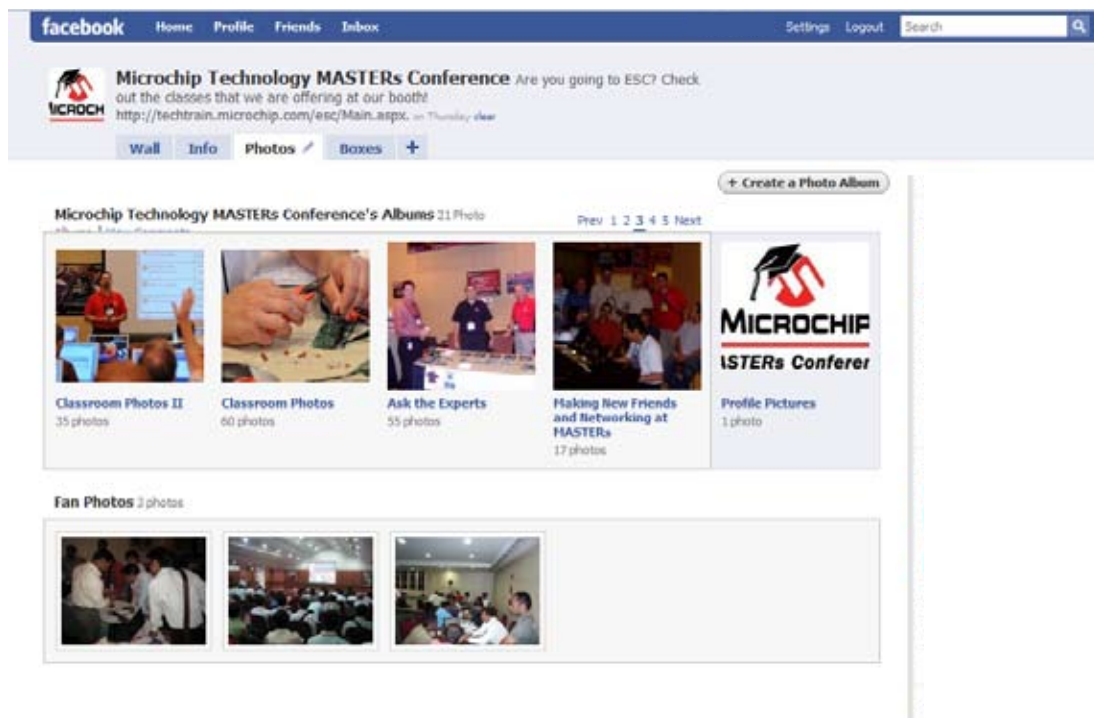 facebook Home Profile Friends Inbox Settings Logout Search
Microchip Technology MASTERs Conference Are you going to ESC? Check
out the classes that we are offering at our booth!
http://techtrain.microchip.com/esc/Main.aspx. on Thursday clear
Wall Info Photos Boxes +
+ Create a Photo Album
Microchip Technology MASTERs Conference's Albums 21 Photo
Prev 1 2 3 4 5 Next
MICROCHIP
ASTERs Conferer
Classroom Photos II
35 photos
Classroom Photos
60 photos
Ask the Experts
55 photos
Making New Friends
and Networking at
MASTERs
17 photos
Profile Pictures
1 photo
Fan Photos 3 photos